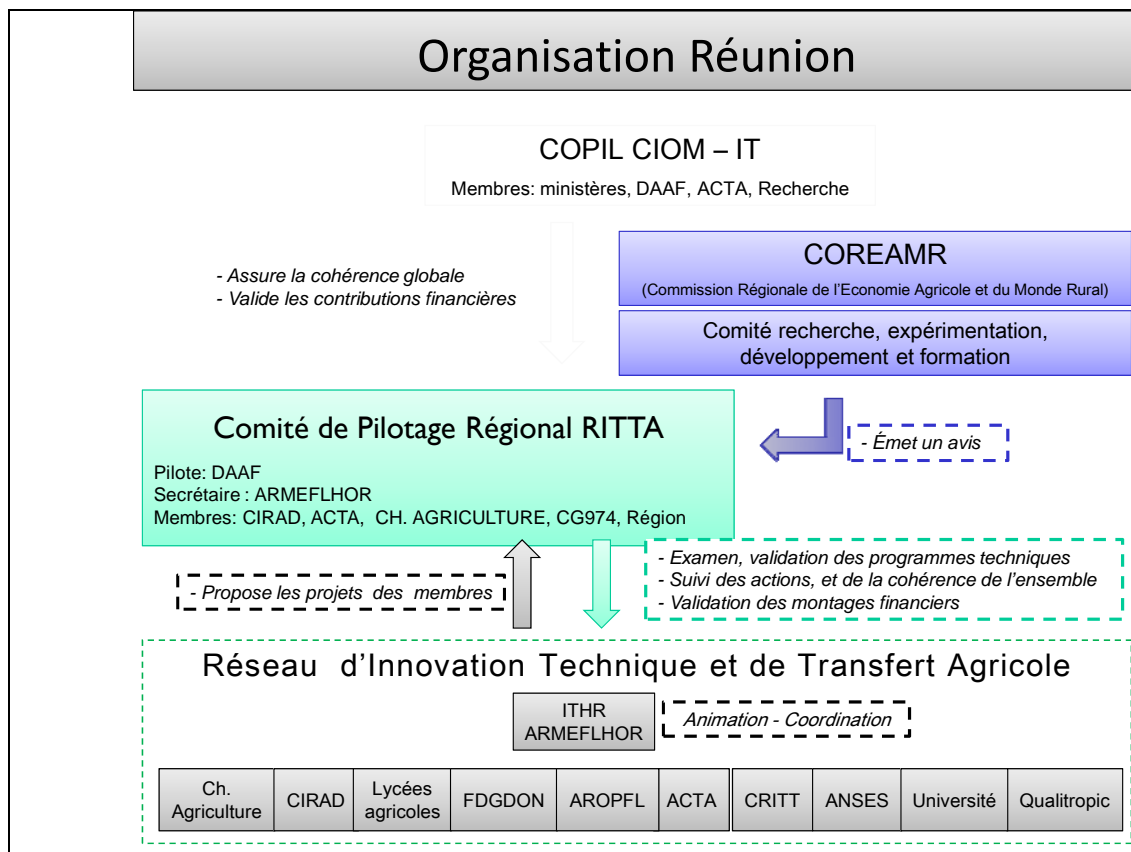 Organisation Réunion
COPIL CIOM – IT
Membres: ministères, DAAF, ACTA, Recherche
- Assure la cohérence globale
- Valide les contributions financières
COREAMR
(Commission Régionale de l'Economie Agricole et du Monde Rural)
Comité recherche, expérimentation,
développement et formation
Comité de Pilotage Régional RITTA
Pilote: DAAF
Secrétaire : ARMEFLHOR
Membres: CIRAD, ACTA, CH. AGRICULTURE, CG974, Région
- Émet un avis
- Propose les projets des membres
- Examen, validation des programmes techniques
- Suivi des actions, et de la cohérence de l'ensemble
- Validation des montages financiers
Réseau d'Innovation Technique et de Transfert Agricole
ITHR
ARMEFLHOR
Animation - Coordination
Ch.
Agriculture
CIRAD
Lycées
agricoles
FDGDON
AROPFL
ACTA
CRITT
ANSES
Université
Qualitropic